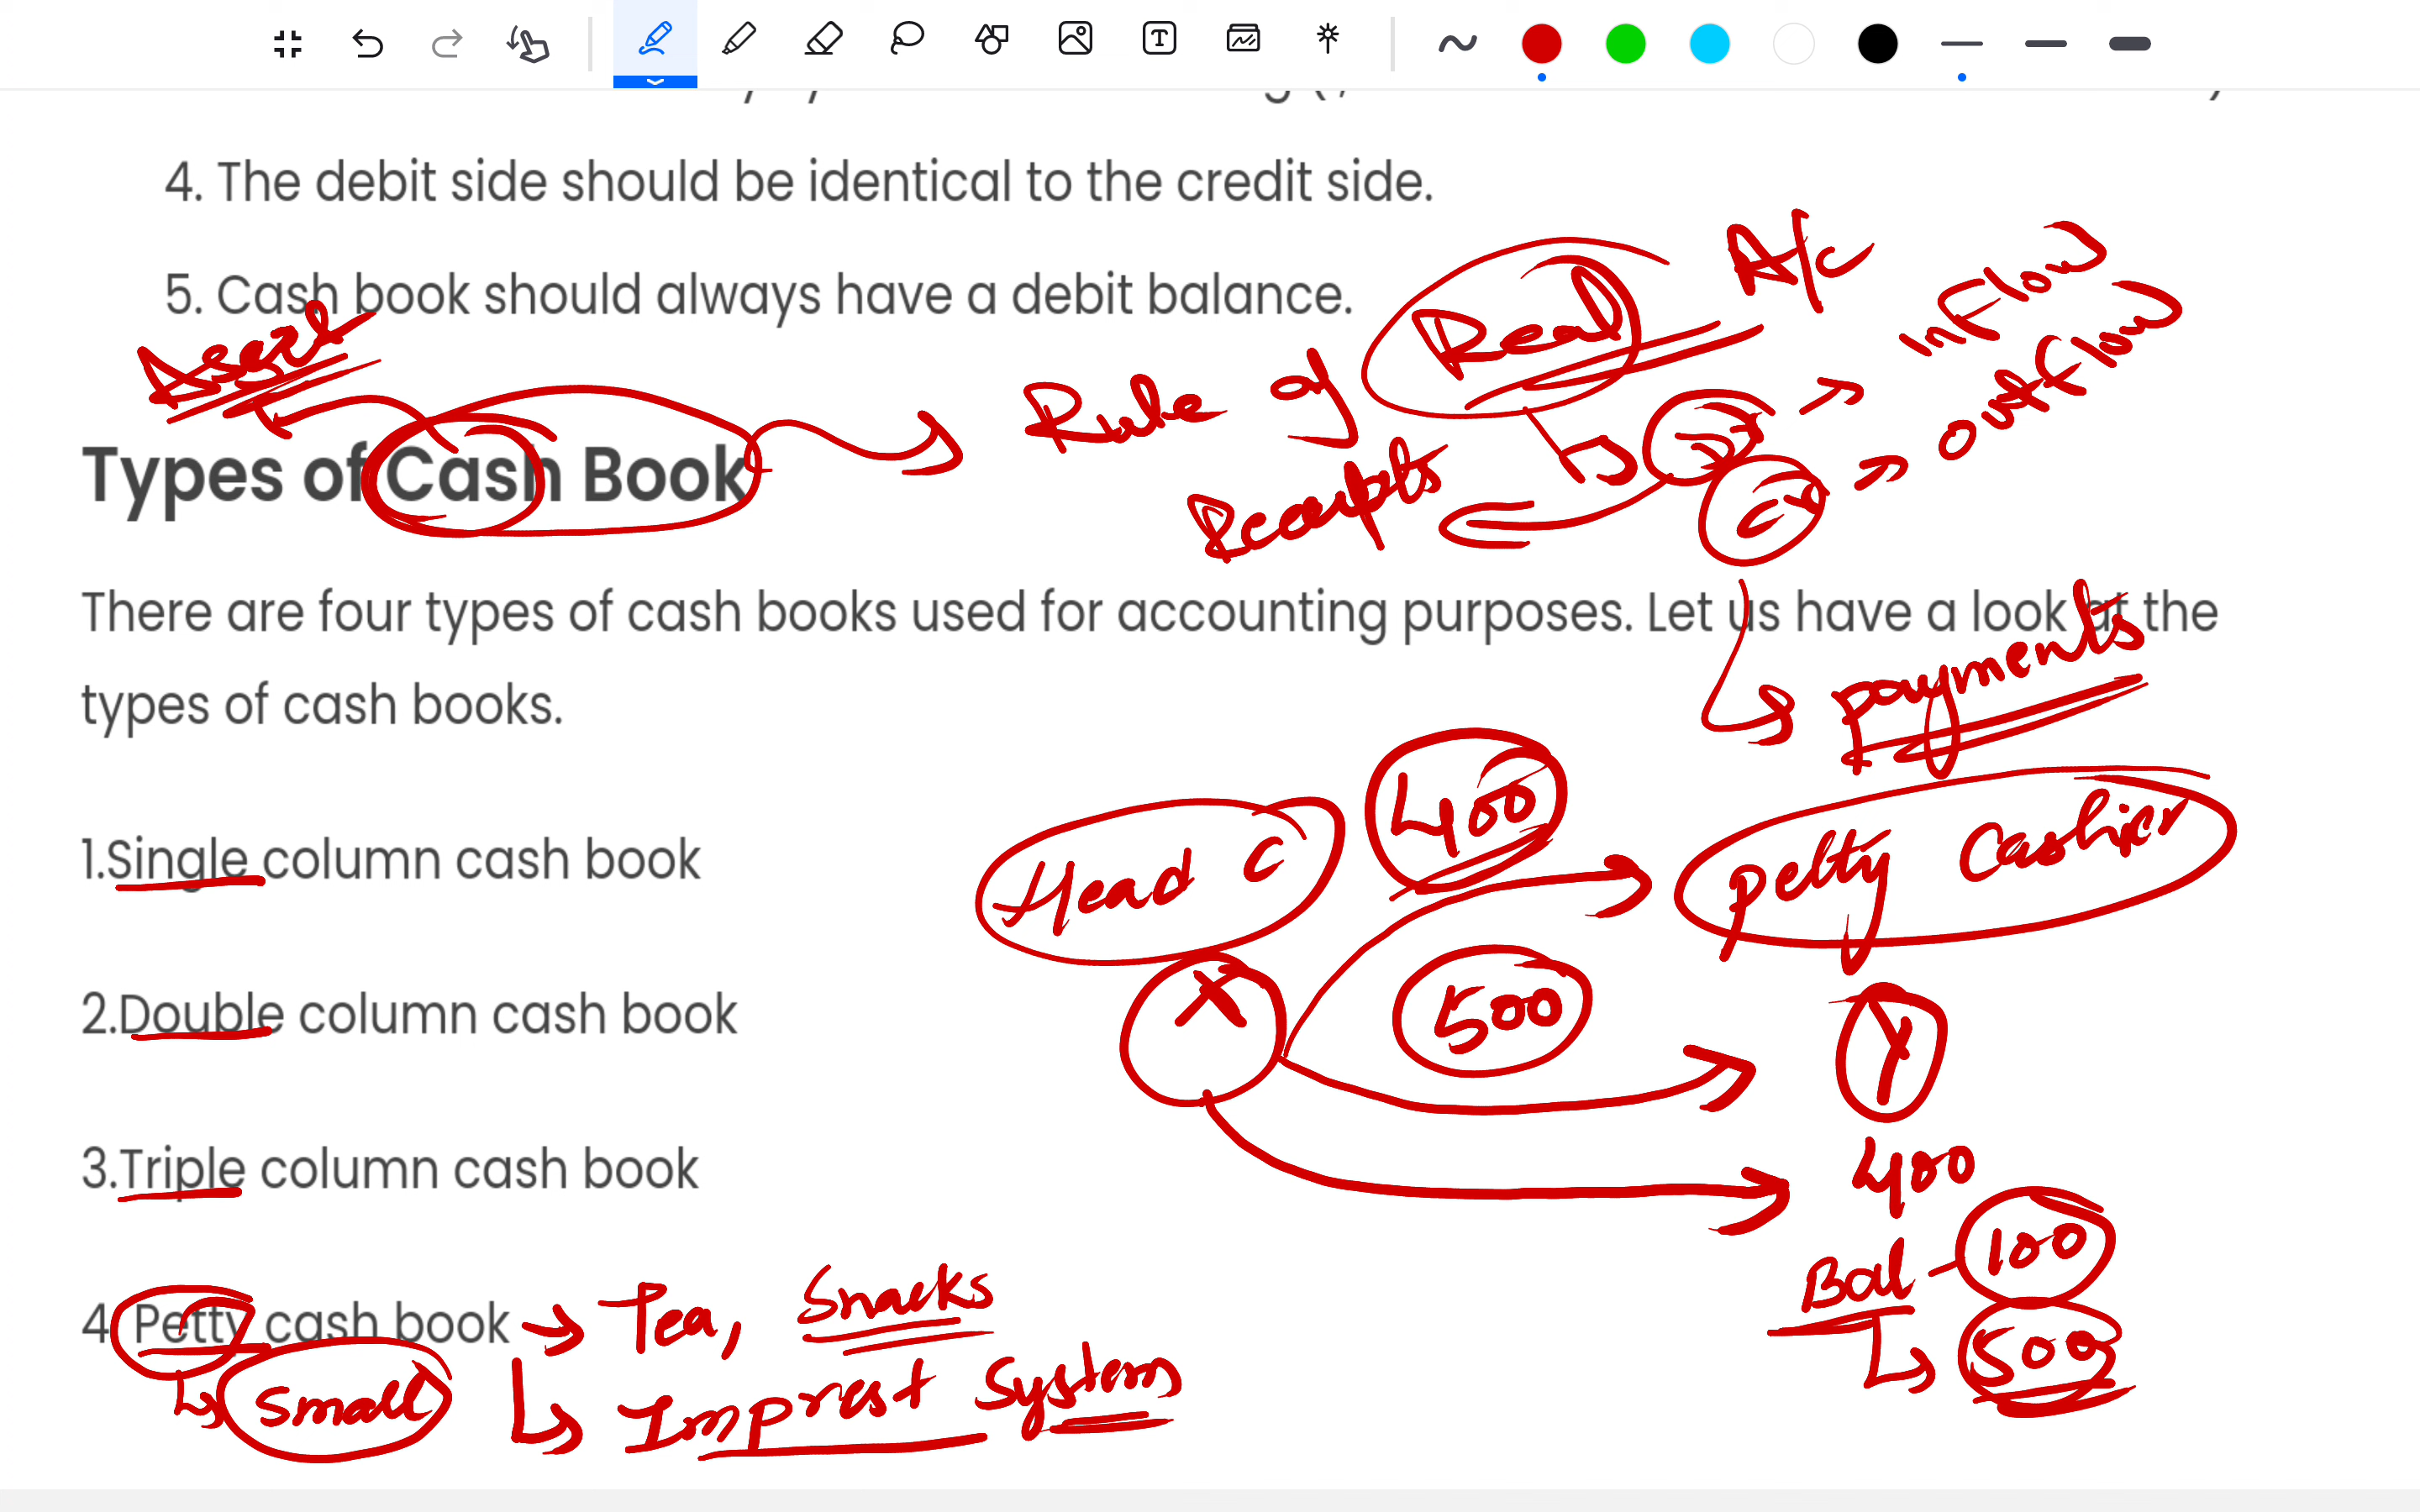 4. The debit side should be identical to the credit side.
5. Cash book should always have a debit balance.
Asset
Rule of Real A/c
Dr → inflow
Cr → outflow
Receipts
Types of Cash Book
There are four types of cash books used for accounting purposes. Let us have a look at the
types of cash books.
payments
Head C 400 Petty Cashier
1.Single column cash book
X 500 Y
2.Double column cash book
3.Triple column cash book
400
Bal - 100
500
4. Petty cash book → Tea, Snacks
small
Imprest System